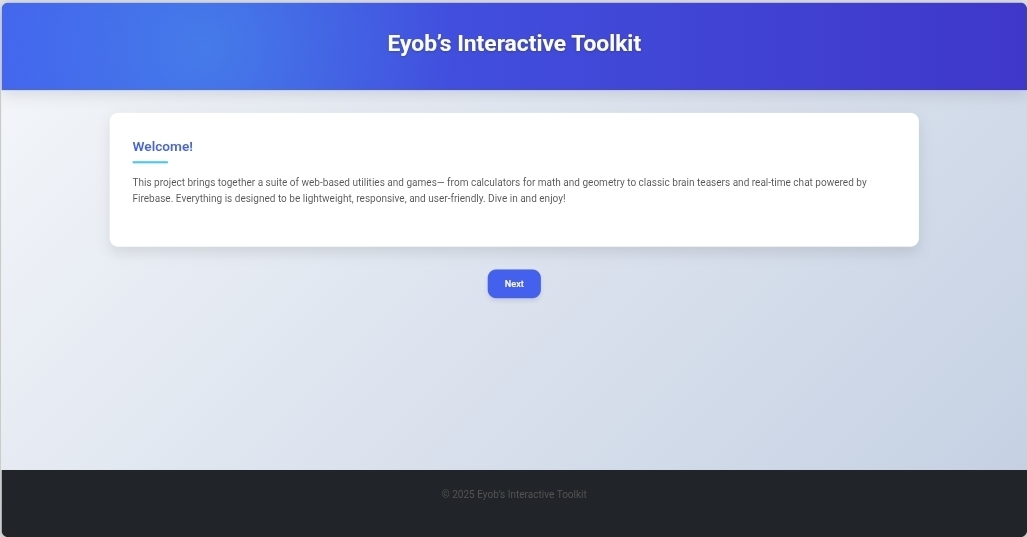 Eyob’s Interactive Toolkit
Welcome!
This project brings together a suite of web-based utilities and games— from calculators for math and geometry to classic brain teasers and real-time chat powered by
Firebase. Everything is designed to be lightweight, responsive, and user-friendly. Dive in and enjoy!
Next
© 2025 Eyob's Interactive Toolkit